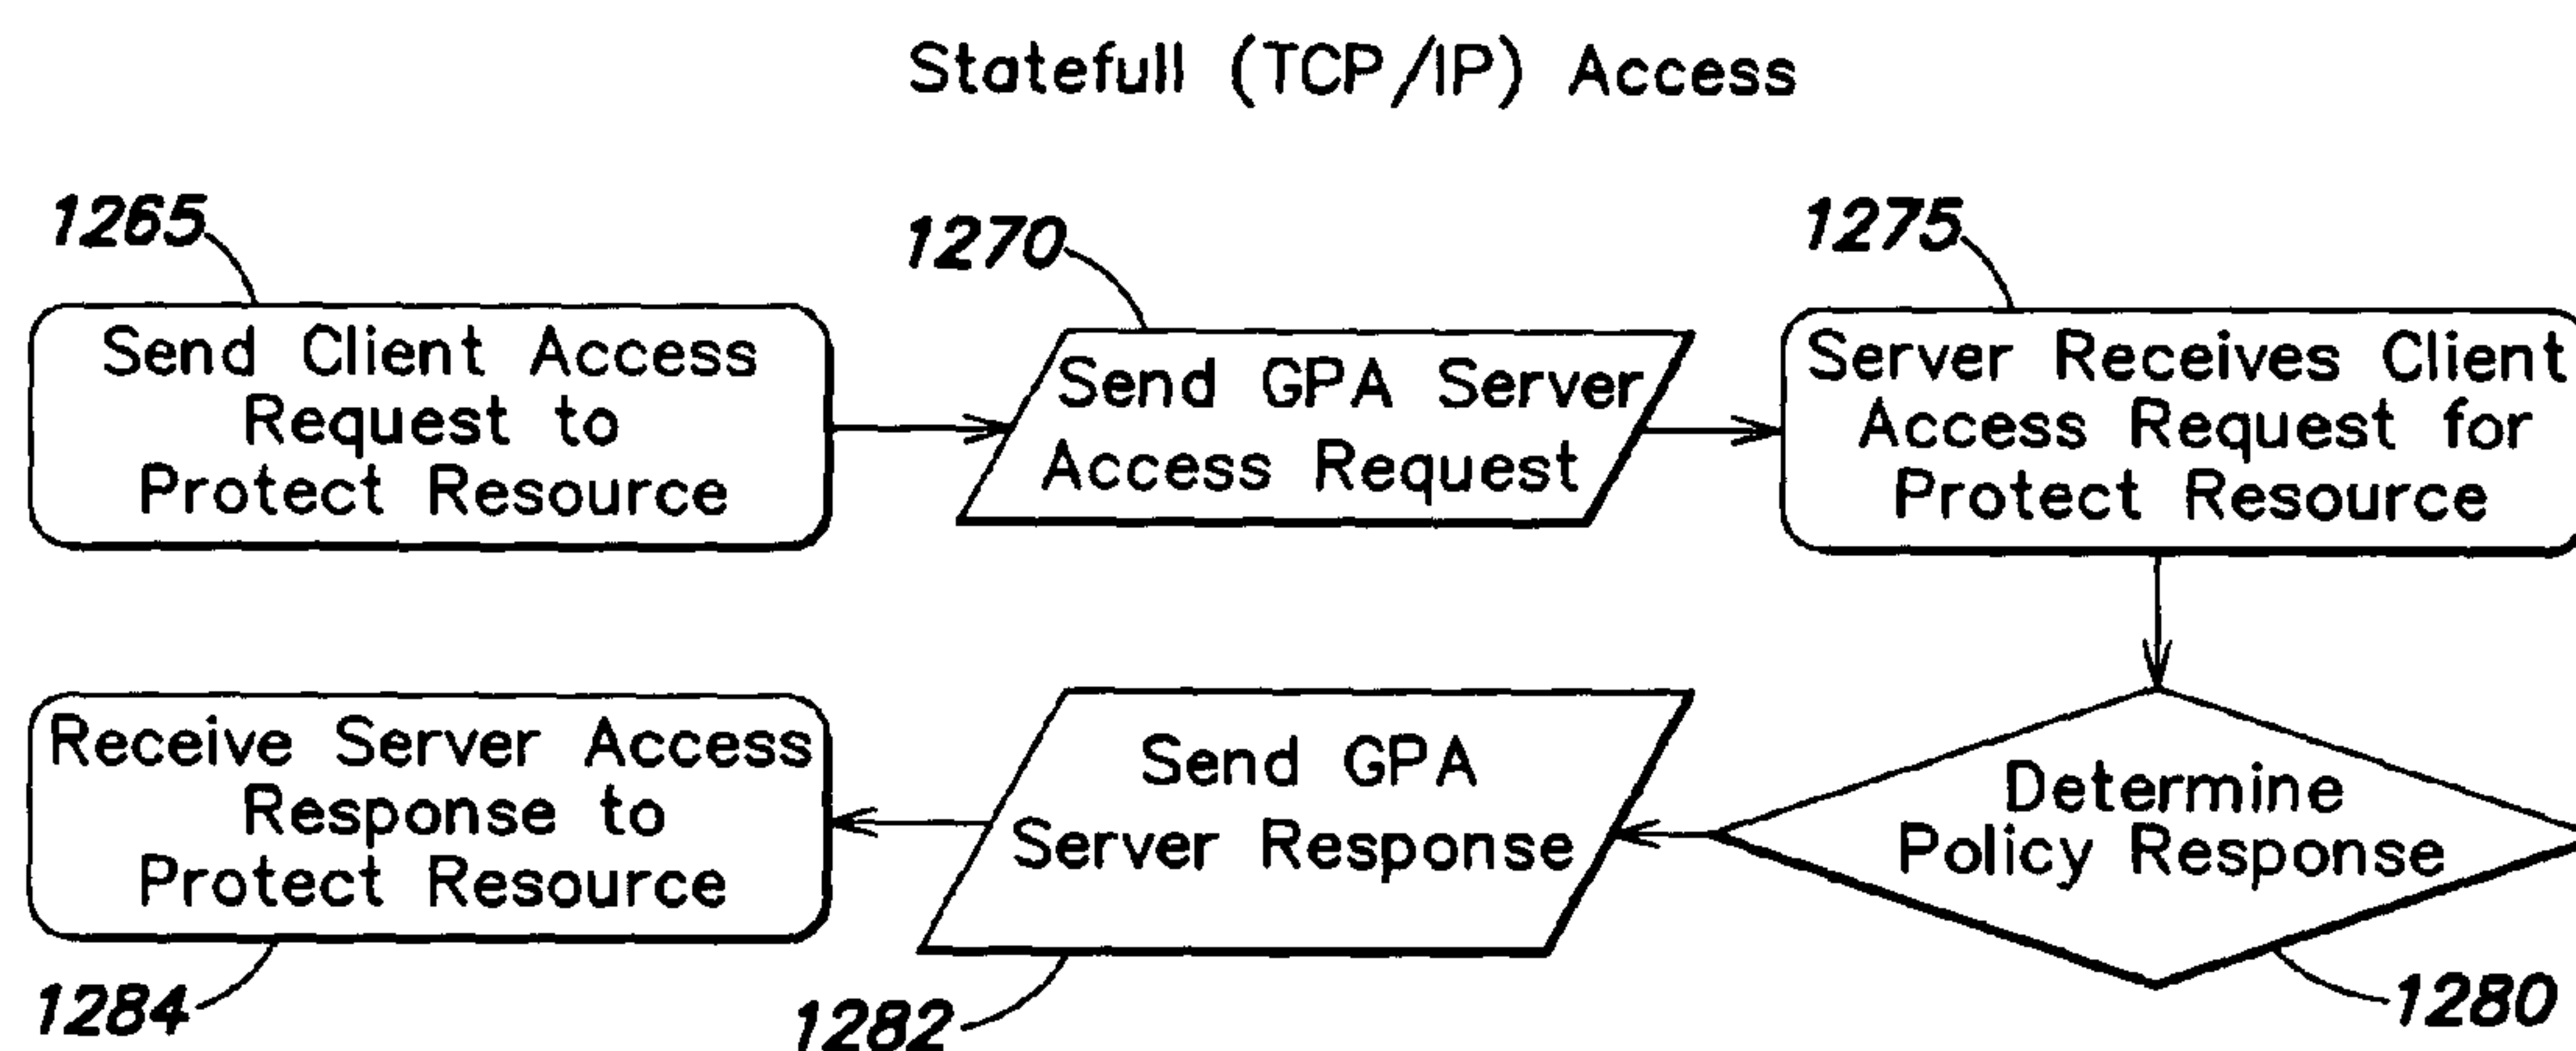 Statefull (TCP/IP) Access
1265
Send Client Access
Request to
Protect Resource
1270
Send GPA Server
Access Request
1275
Server Receives Client
Access Request for
Protect Resource
Determine
Policy Response
1280
Send GPA
Server Response
1282
Receive Server Access
Response to
Protect Resource
1284